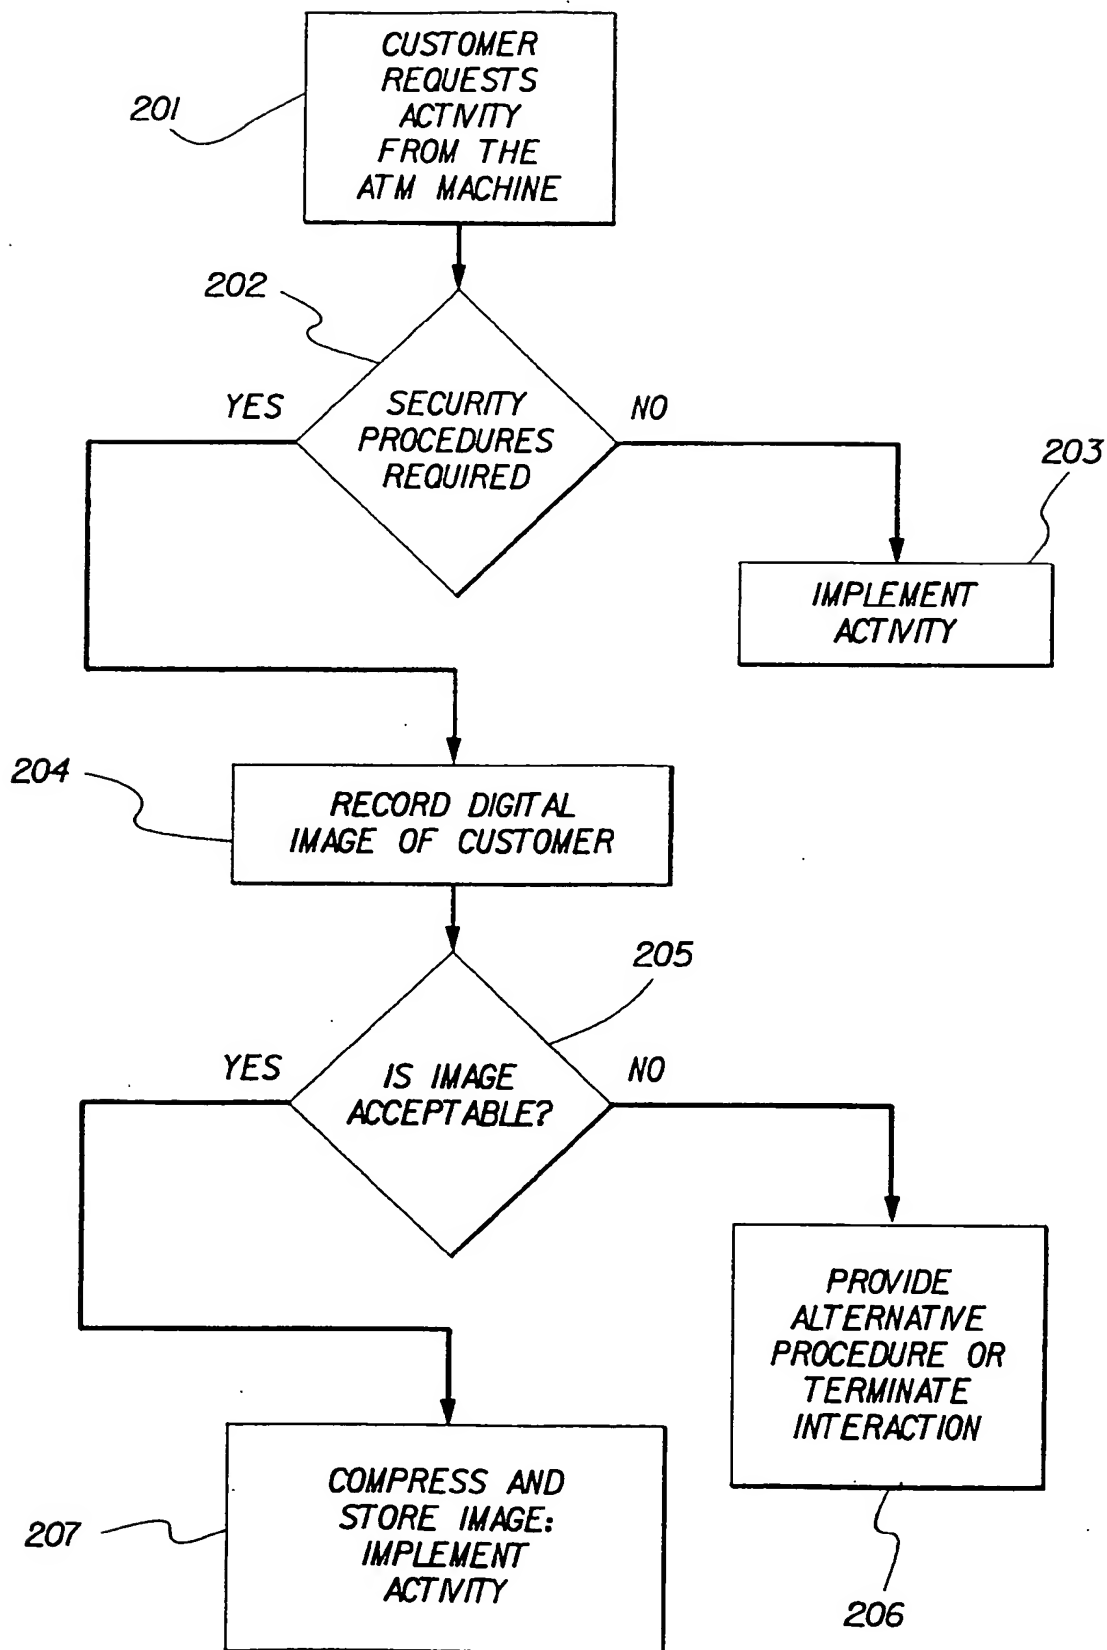 CUSTOMER
REQUESTS
ACTIVITY
FROM THE
ATM MACHINE
201
202
YES
SECURITY
PROCEDURES
REQUIRED
NO
203
IMPLEMENT
ACTIVITY
204
RECORD DIGITAL
IMAGE OF CUSTOMER
205
YES
IS IMAGE
ACCEPTABLE?
NO
PROVIDE
ALTERNATIVE
PROCEDURE OR
TERMINATE
INTERACTION
206
COMPRESS AND
STORE IMAGE:
IMPLEMENT
ACTIVITY
207